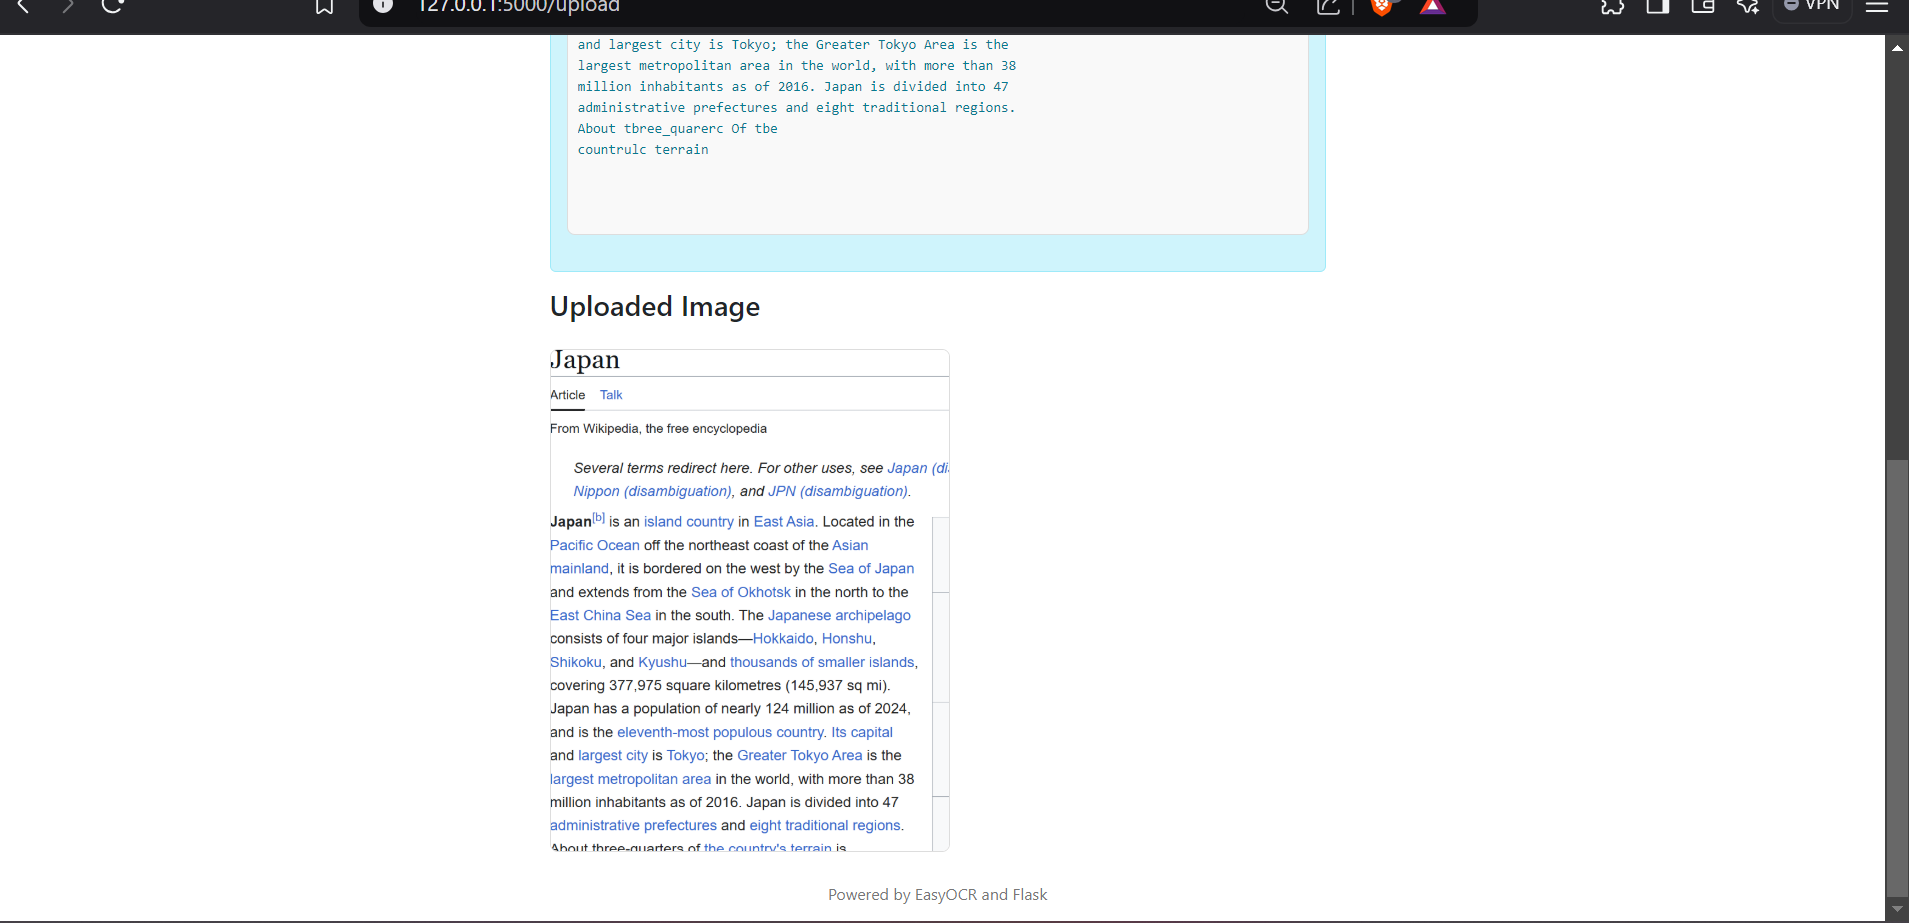 127.0.0.1:5000/upload
VPN
and largest city is Tokyo; the Greater Tokyo Area is the
largest metropolitan area in the world, with more than 38
million inhabitants as of 2016. Japan is divided into 47
administrative prefectures and eight traditional regions.
About tbree_quarerc Of tbe
countrulc terrain
Uploaded Image
Japan
Article Talk
From Wikipedia, the free encyclopedia
Several terms redirect here. For other uses, see Japan (di
Nippon (disambiguation), and JPN (disambiguation).
Japan[b] is an island country in East Asia. Located in the
Pacific Ocean off the northeast coast of the Asian
mainland, it is bordered on the west by the Sea of Japan
and extends from the Sea of Okhotsk in the north to the
East China Sea in the south. The Japanese archipelago
consists of four major islands—Hokkaido, Honshu,
Shikoku, and Kyushu—and thousands of smaller islands,
covering 377,975 square kilometres (145,937 sq mi).
Japan has a population of nearly 124 million as of 2024,
and is the eleventh-most populous country. Its capital
and largest city is Tokyo; the Greater Tokyo Area is the
largest metropolitan area in the world, with more than 38
million inhabitants as of 2016. Japan is divided into 47
administrative prefectures and eight traditional regions.
About three-quarters of the country's terrain is
Powered by EasyOCR and Flask